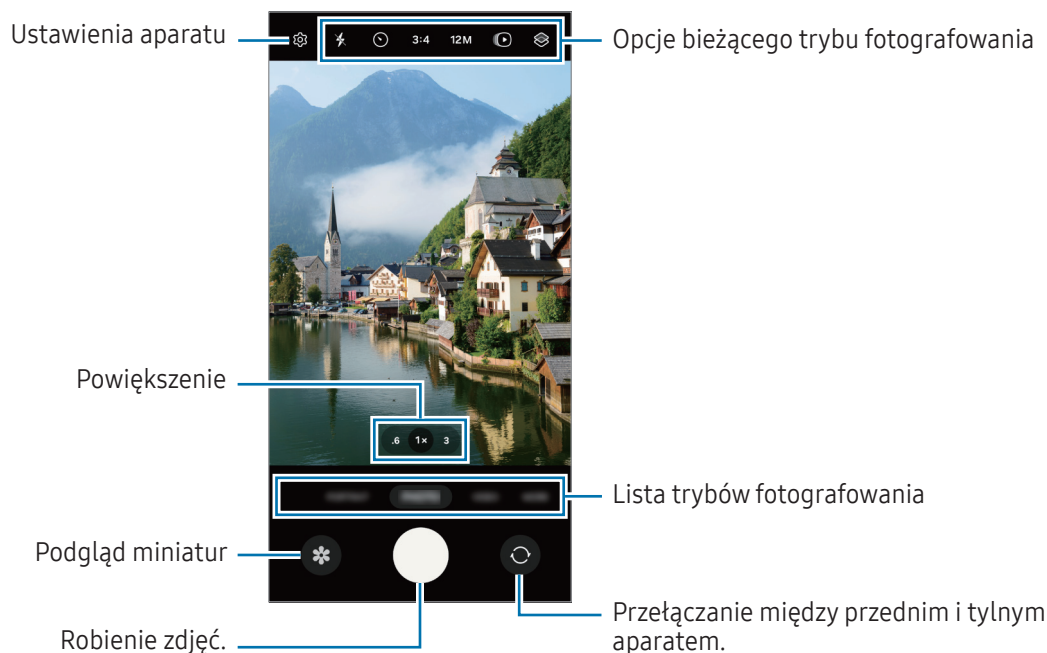 Ustawienia aparatu
3:4 12M
Opcje bieżącego trybu fotografowania
Powiększenie
.6 1× 3
Lista trybów fotografowania
Podgląd miniatur
Przełączanie między przednim i tylnym
aparatem.
Robienie zdjęć.